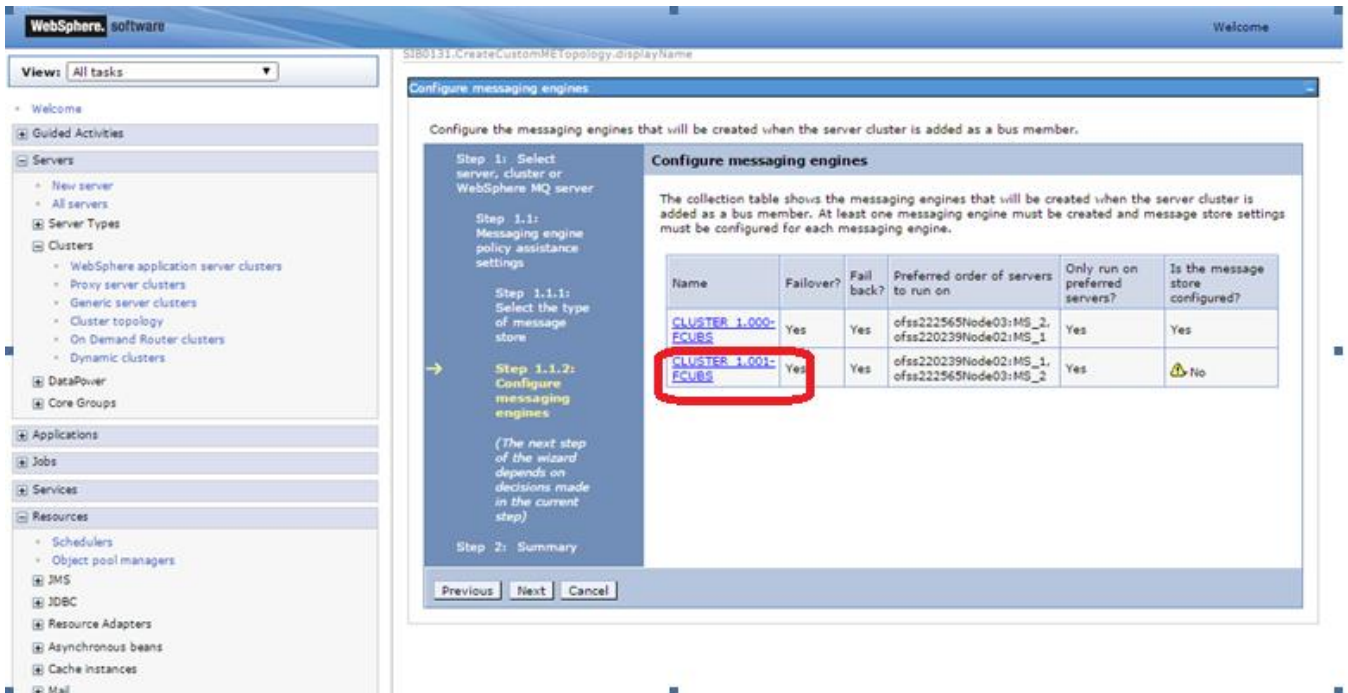 WebSphere. software
Welcome
View: All tasks
Welcome
Guided Activities
Servers
New server
All servers
Server Types
Clusters
WebSphere application server clusters
Proxy server clusters
Generic server clusters
Cluster topology
On Demand Router clusters
Dynamic clusters
DataPower
Core Groups
Applications
Jobs
Services
Resources
Schedulers
Object pool managers
JMS
JDBC
Resource Adapters
Asynchronous beans
Cache instances
Mail
SIB0131.CreateCustomMETopology.displayName
Configure messaging engines
Configure the messaging engines that will be created when the server cluster is added as a bus member.
Step 1: Select
server, cluster or
WebSphere MQ server
Step 1.1:
Messaging engine
policy assistance
settings
Step 1.1.1:
Select the type
of message
store
Step 1.1.2:
Configure
messaging
engines
(The next step
of the wizard
depends on
decisions made
in the current
step)
Step 2: Summary
Configure messaging engines
The collection table shows the messaging engines that will be created when the server cluster is
added as a bus member. At least one messaging engine must be created and message store settings
must be configured for each messaging engine.
Name
Failover?
Fail
back?
Preferred order of servers
to run on
Only run on
preferred
servers?
Is the message
store
configured?
CLUSTER_1.000-
FCUBS
Yes
Yes
ofss222565Node03:MS_2,
ofss220239Node02:MS_1
Yes
Yes
CLUSTER_1.001-
FCUBS
Yes
Yes
ofss220239Node02:MS_1,
ofss222565Node03:MS_2
Yes
No
Previous Next Cancel